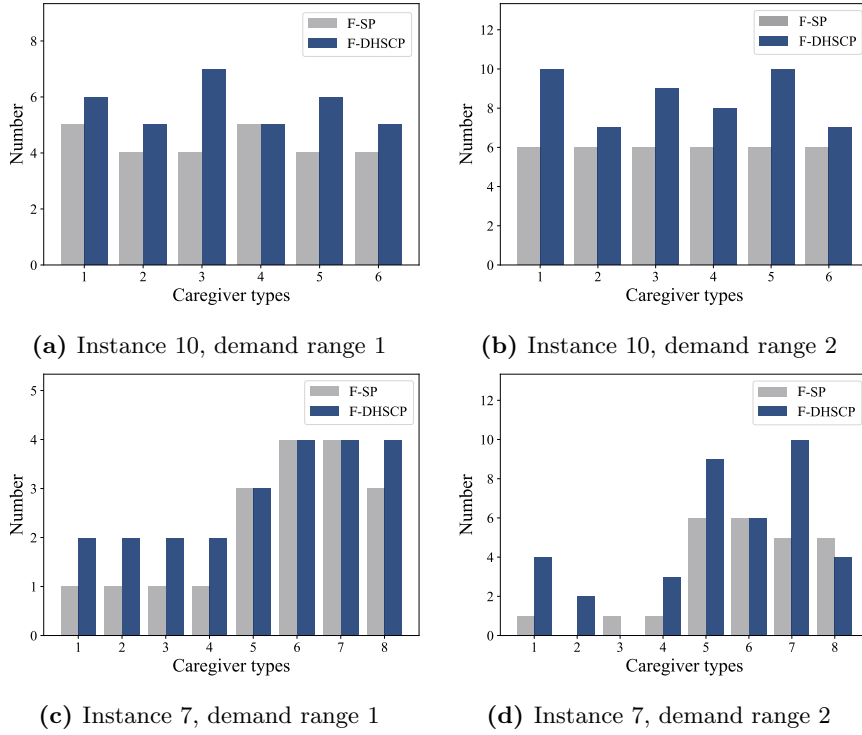 F-SP
F-DHSCP
Number
8
6
4
2
0
1 2 3 4 5 6
Caregiver types
(a) Instance 10, demand range 1
F-SP
F-DHSCP
Number
12
10
8
6
4
2
0
1 2 3 4 5 6
Caregiver types
(b) Instance 10, demand range 2
F-SP
F-DHSCP
Number
5
4
3
2
1
0
1 2 3 4 5 6 7 8
Caregiver types
(c) Instance 7, demand range 1
F-SP
F-DHSCP
Number
12
10
8
6
4
2
0
1 2 3 4 5 6 7 8
Caregiver types
(d) Instance 7, demand range 2